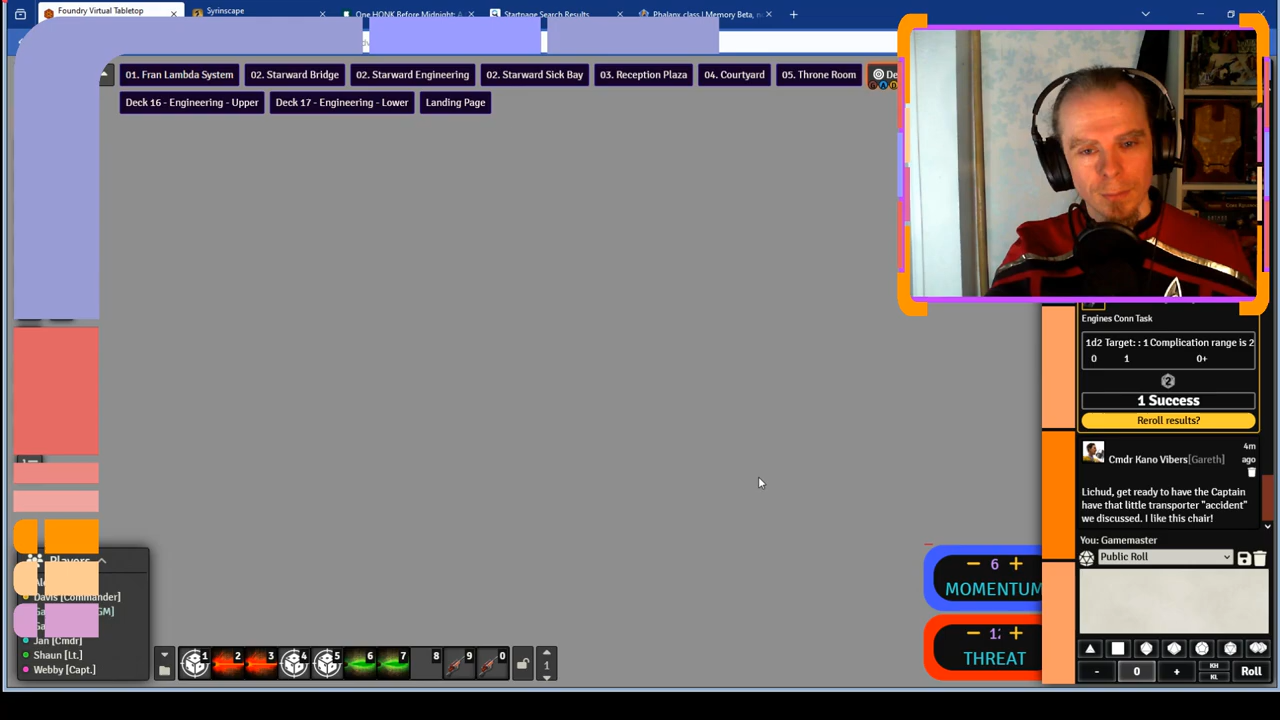 Foundry Virtual Tabletop
Syrinscape
One HONK Before Midnight: A
Startpage Search Results
Phalanx class | Memory Beta, n
01. Fran Lambda System
02. Starward Bridge
02. Starward Engineering
02. Starward Sick Bay
03. Reception Plaza
04. Courtyard
05. Throne Room
De
Deck 16 - Engineering - Upper
Deck 17 - Engineering - Lower
Landing Page
Engines Conn Task
1d2 Target: : 1 Complication range is 2
0 1 0+
2
1 Success
Reroll results?
Cmdr Kano Vibers[Gareth]
4m
ago
Lichud, get ready to have the Captain
have that little transporter "accident"
we discussed. I like this chair!
You: Gamemaster
Public Roll
- 6 +
MOMENTUM
- 1 +
THREAT
Players
Davis [Commander]
GM]
Jan [Cmdr]
Shaun [Lt.]
Webby [Capt.]
1 2 3 4 5 6 7 8 9 0
1
- 0 +
KH
KL
Roll